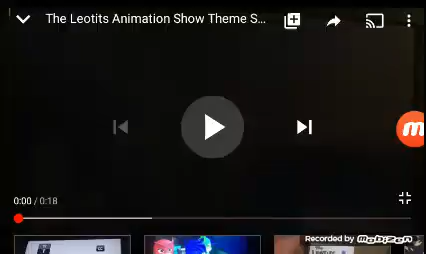 The Leotits Animation Show Theme S...
0:00 / 0:18
Recorded by
MOBIZEN